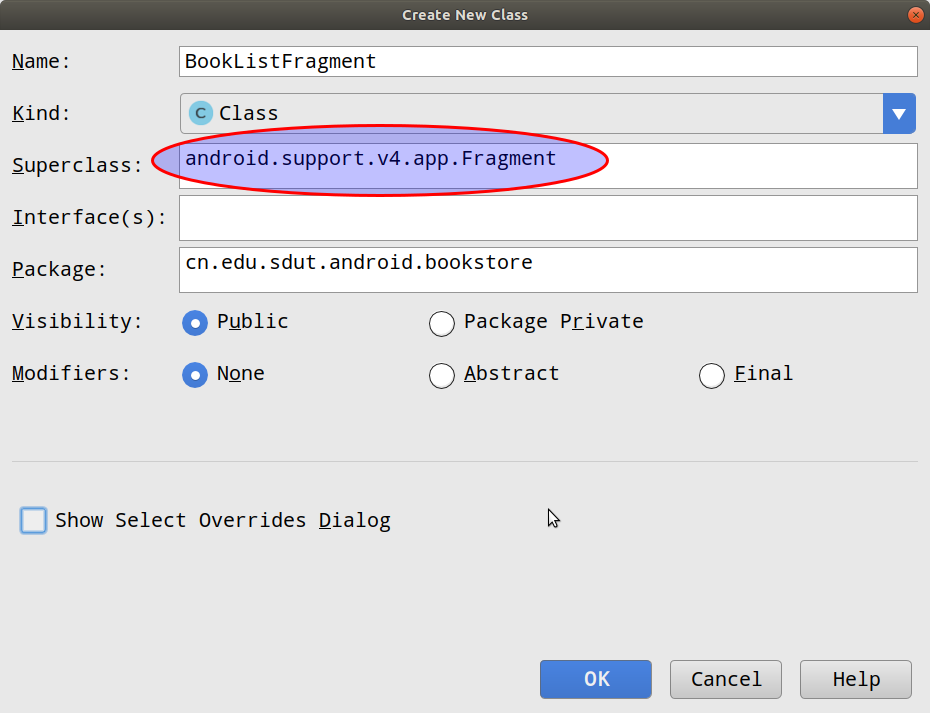 Create New Class
Name: BookListFragment
Kind: C Class
Superclass: android.support.v4.app.Fragment
Interface(s):
Package: cn.edu.sdut.android.bookstore
Visibility: Public Package Private
Modifiers: None Abstract Final
Show Select Overrides Dialog
OK Cancel Help